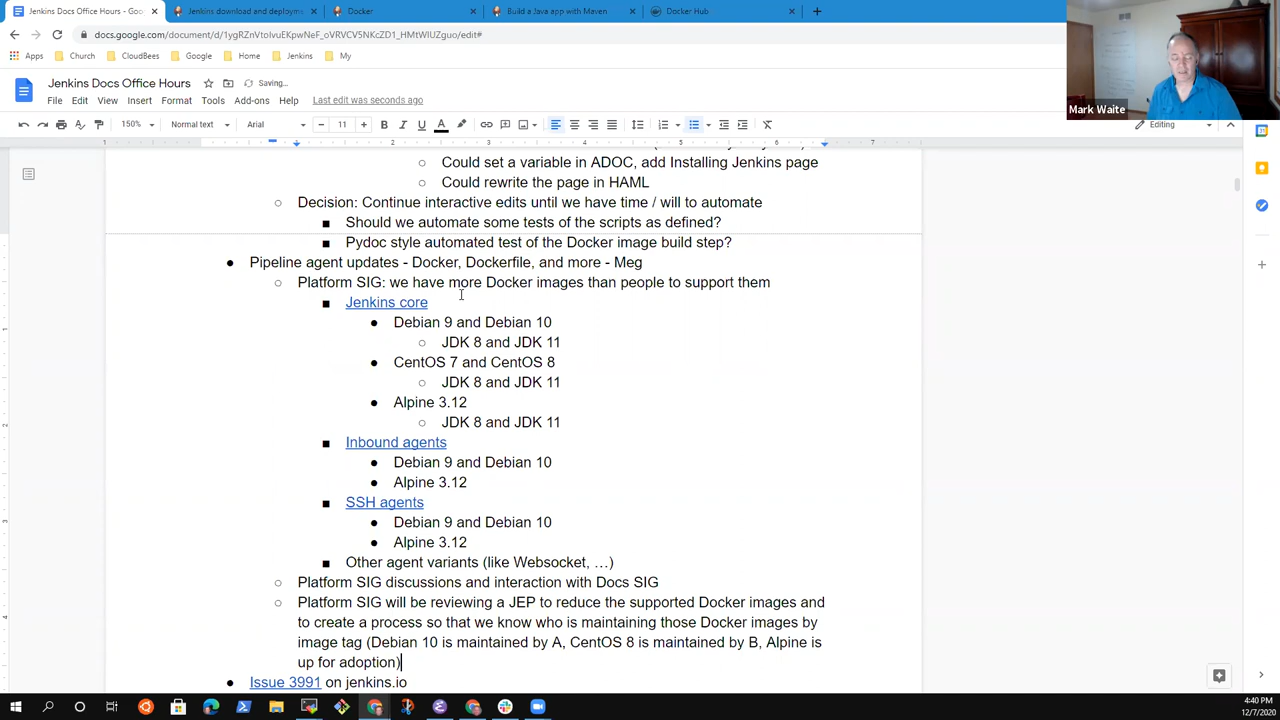 Jenkins Docs Office Hours - Goo
Jenkins download and deployme
Docker
Build a Java app with Maven
Docker Hub
docs.google.com/document/d/1ygRZnVtoIvuEKpwNeF_oVRVCV5NKcZD1_HMtWIUZguo/edit#
Apps
Church
CloudBees
Google
Home
Jenkins
My
Mark Waite
Jenkins Docs Office Hours
Saving...
File Edit View Insert Format Tools Add-ons Help Last edit was seconds ago
150% Normal text Arial 11 Editing
1 1 2 3 4 5 6 7
Could set a variable in ADOC, add Installing Jenkins page
Could rewrite the page in HAML
Decision: Continue interactive edits until we have time / will to automate
Should we automate some tests of the scripts as defined?
Pydoc style automated test of the Docker image build step?
Pipeline agent updates - Docker, Dockerfile, and more - Meg
Platform SIG: we have more Docker images than people to support them
Jenkins core
Debian 9 and Debian 10
JDK 8 and JDK 11
CentOS 7 and CentOS 8
JDK 8 and JDK 11
Alpine 3.12
JDK 8 and JDK 11
Inbound agents
Debian 9 and Debian 10
Alpine 3.12
SSH agents
Debian 9 and Debian 10
Alpine 3.12
Other agent variants (like Websocket, …)
Platform SIG discussions and interaction with Docs SIG
Platform SIG will be reviewing a JEP to reduce the supported Docker images and
to create a process so that we know who is maintaining those Docker images by
image tag (Debian 10 is maintained by A, CentOS 8 is maintained by B, Alpine is
up for adoption)
Issue 3991 on jenkins.io
4:40 PM
12/7/2020